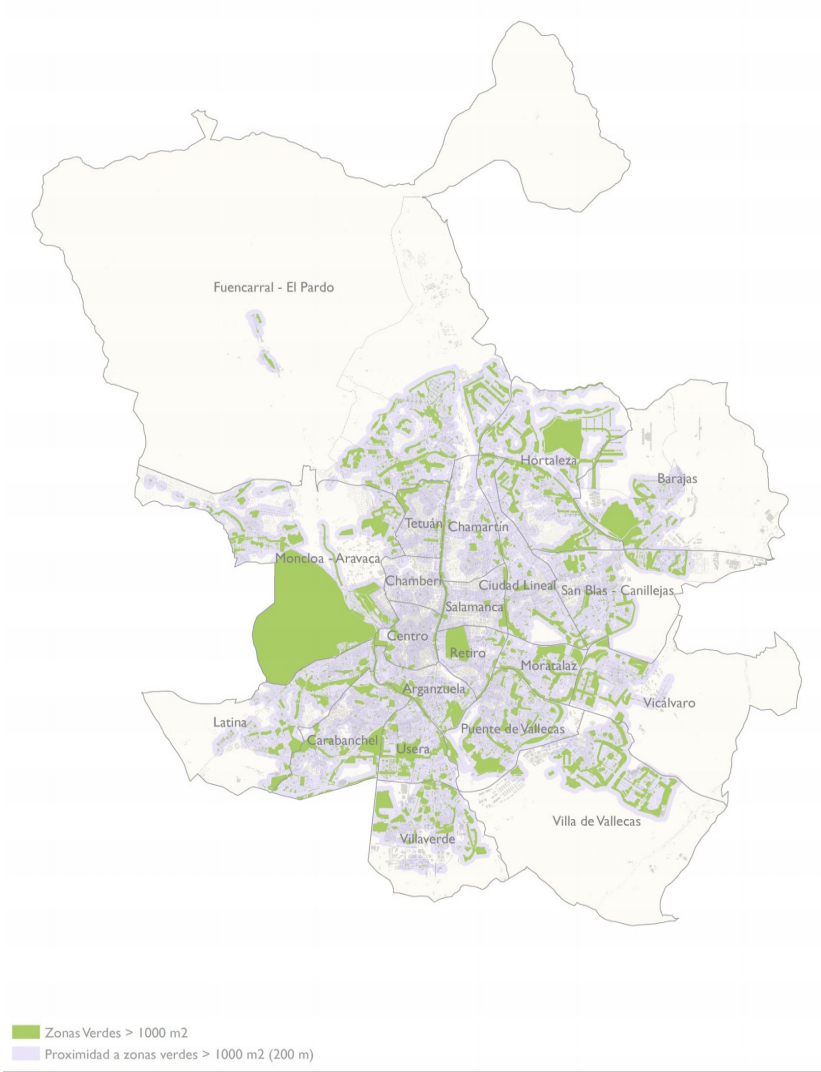 Fuencarral - El Pardo
Hortaleza
Barajas
Tetuán
Chamartín
Moncloa - Aravaca
Chamberí
Ciudad Lineal
San Blas - Canillejas
Salamanca
Centro
Retiro
Moratalaz
Arganzuela
Vicálvaro
Latina
Puente de Vallecas
Carabanchel
Usera
Villa de Vallecas
Villaverde
Zonas Verdes > 1000 m2
Proximidad a zonas verdes > 1000 m2 (200 m)